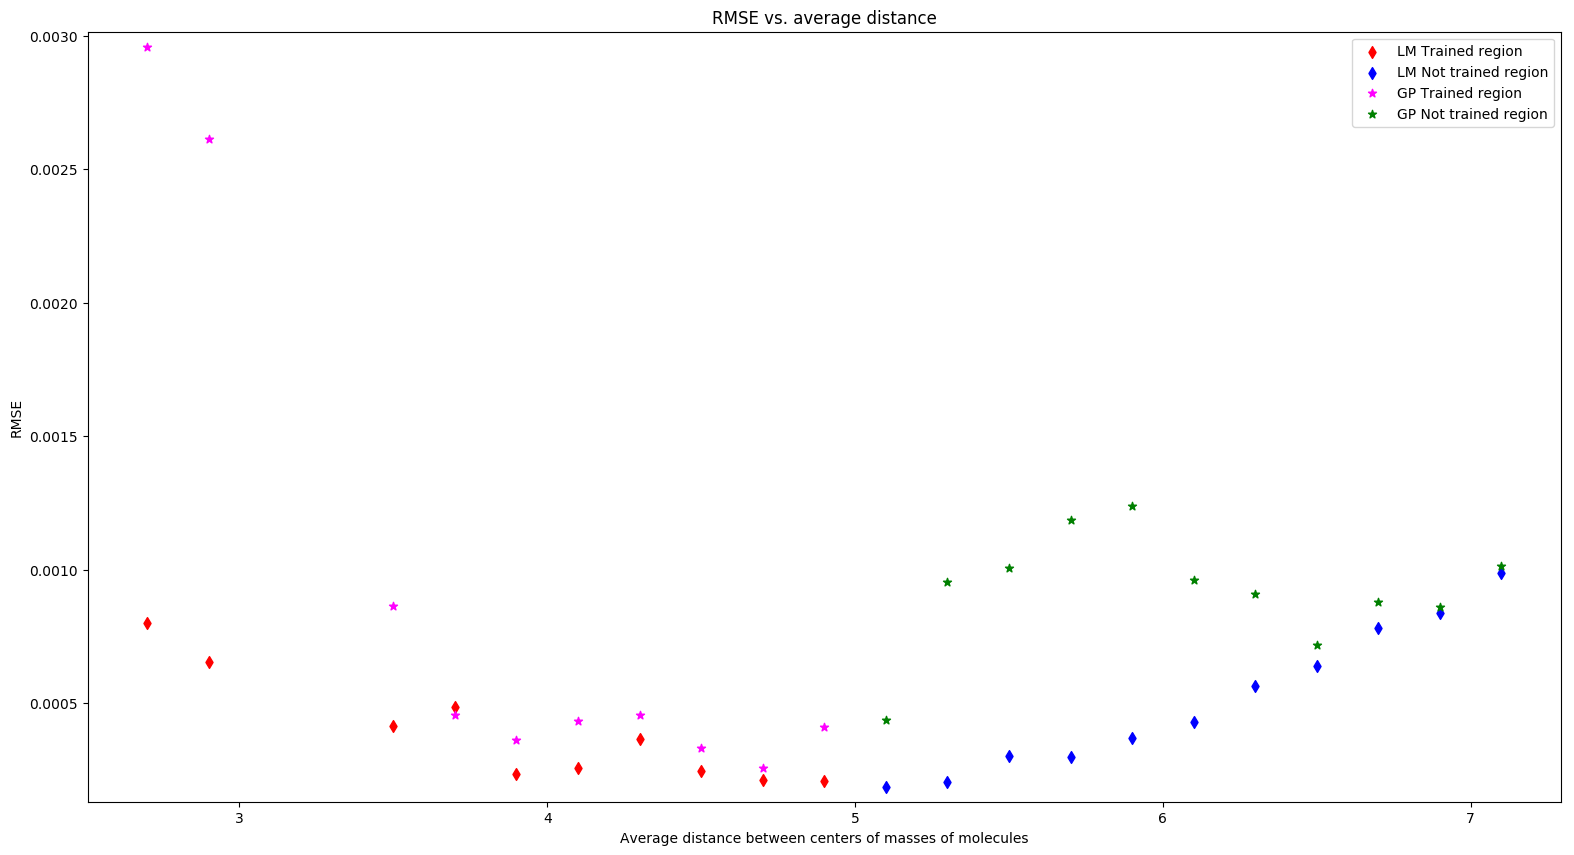 RMSE vs. average distance
LM Trained region
LM Not trained region
GP Trained region
GP Not trained region
0.0030
0.0025
0.0020
0.0015
0.0010
0.0005
RMSE
3 4 5 6 7
Average distance between centers of masses of molecules